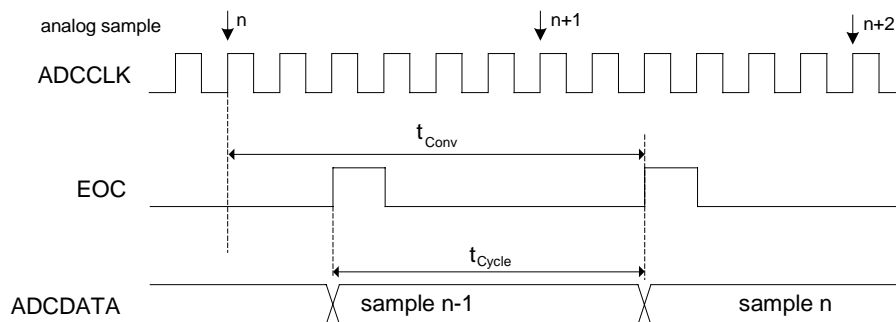 analog sample n n+1 n+2
ADCCLK
tConv
EOC
tCycle
ADCDATA sample n-1 sample n